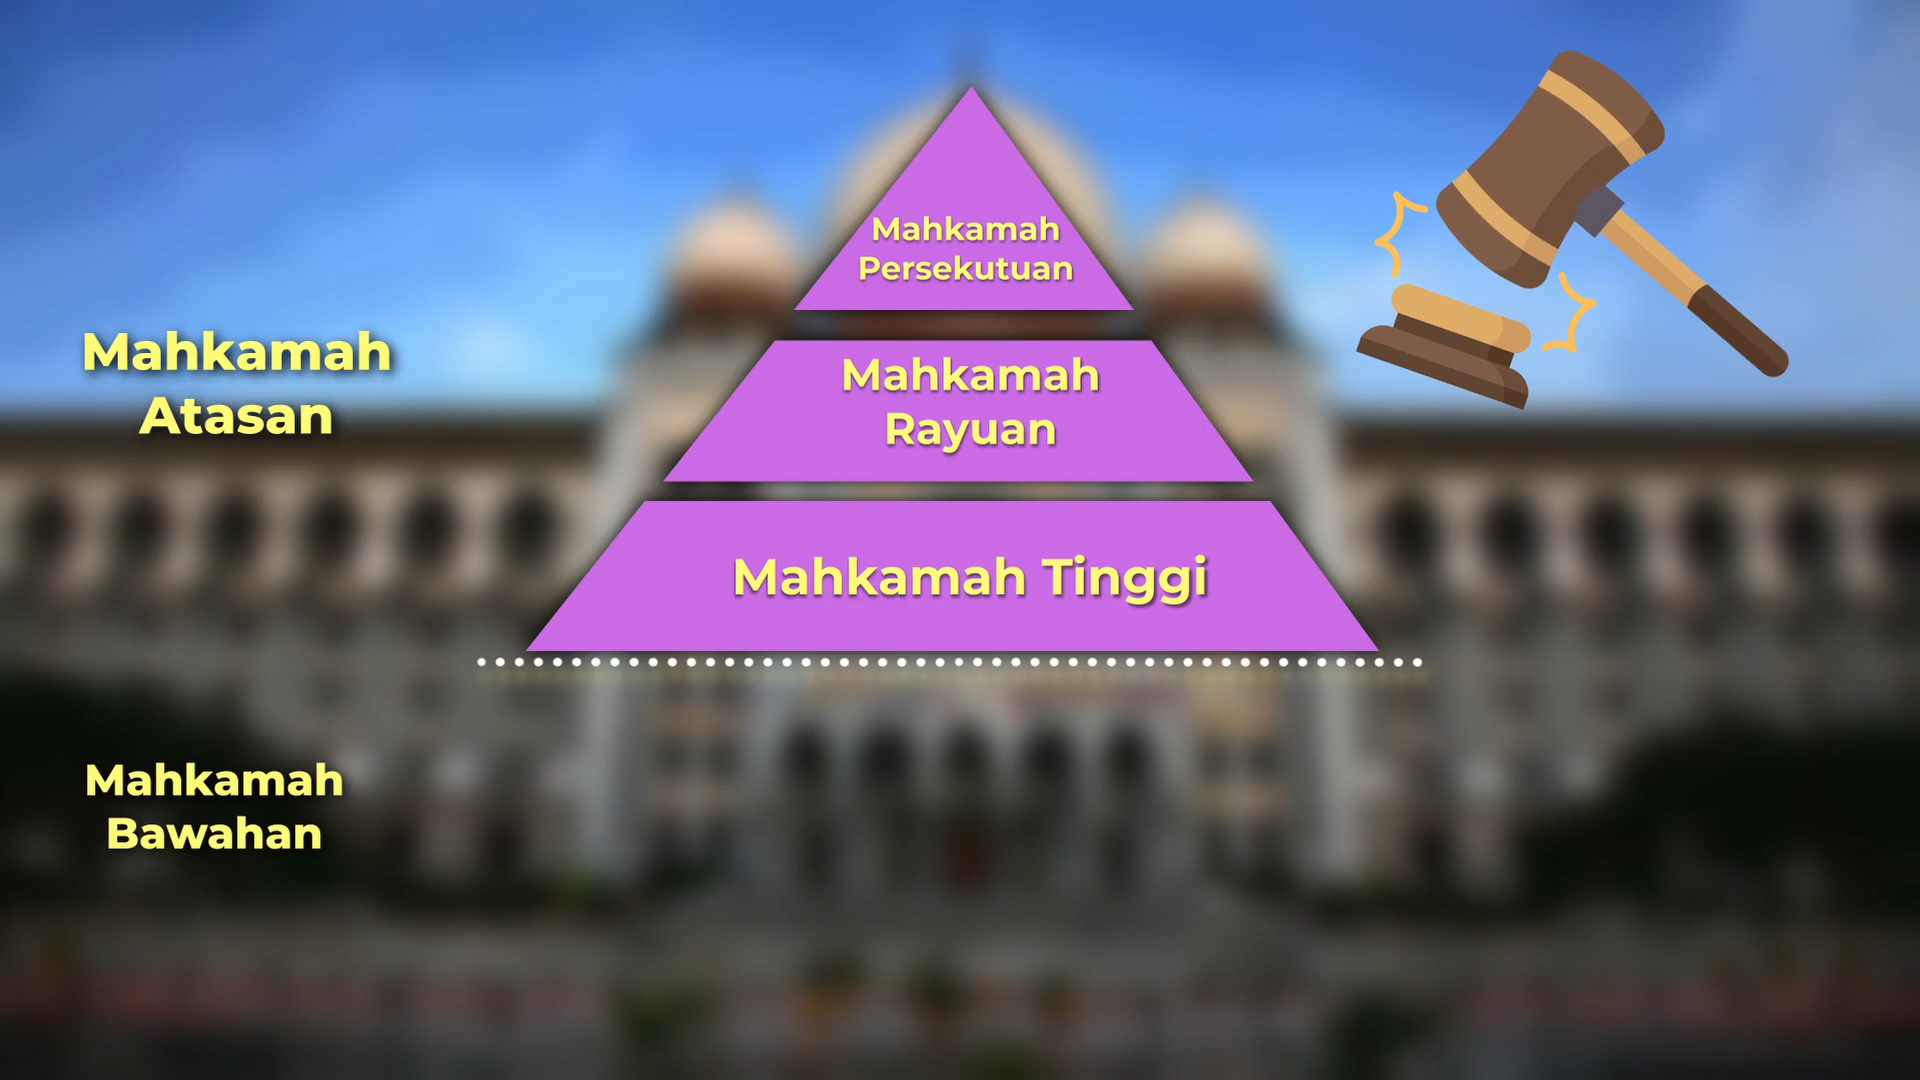 Mahkamah
Persekutuan
Mahkamah
Rayuan
Mahkamah Tinggi
Mahkamah
Atasan
Mahkamah
Bawahan